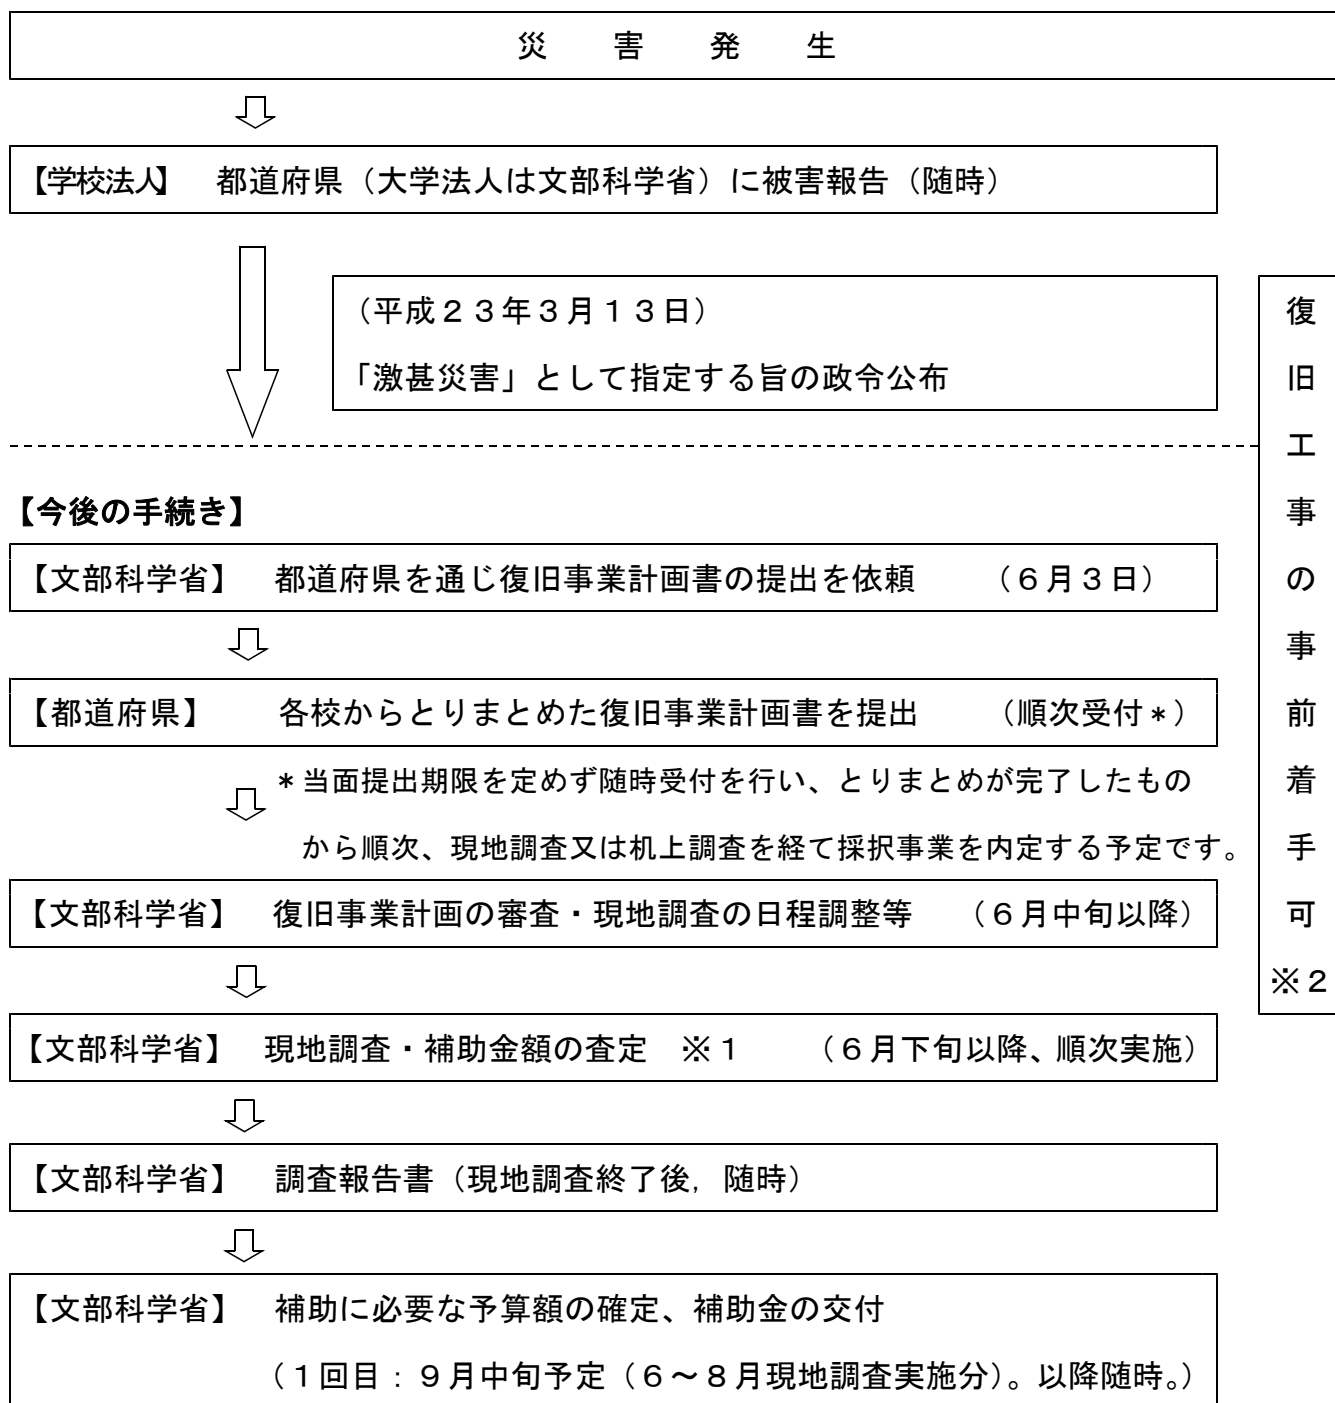 災　害　発　生
【学校法人】　都道府県（大学法人は文部科学省）に被害報告（随時）
（平成２３年３月１３日）
「激甚災害」として指定する旨の政令公布
【今後の手続き】
【文部科学省】　都道府県を通じ復旧事業計画書の提出を依頼　　（６月３日）
【都道府県】　　各校からとりまとめた復旧事業計画書を提出　　（順次受付＊）
＊当面提出期限を定めず随時受付を行い、とりまとめが完了したもの
から順次、現地調査又は机上調査を経て採択事業を内定する予定です。
【文部科学省】　復旧事業計画の審査・現地調査の日程調整等　　（６月中旬以降）
【文部科学省】　現地調査・補助金額の査定　※１　　（６月下旬以降、順次実施）
【文部科学省】　調査報告書（現地調査終了後，随時）
【文部科学省】　補助に必要な予算額の確定、補助金の交付
（１回目：９月中旬予定（６～８月現地調査実施分）。以降随時。）
復旧工事の事前着手可※２